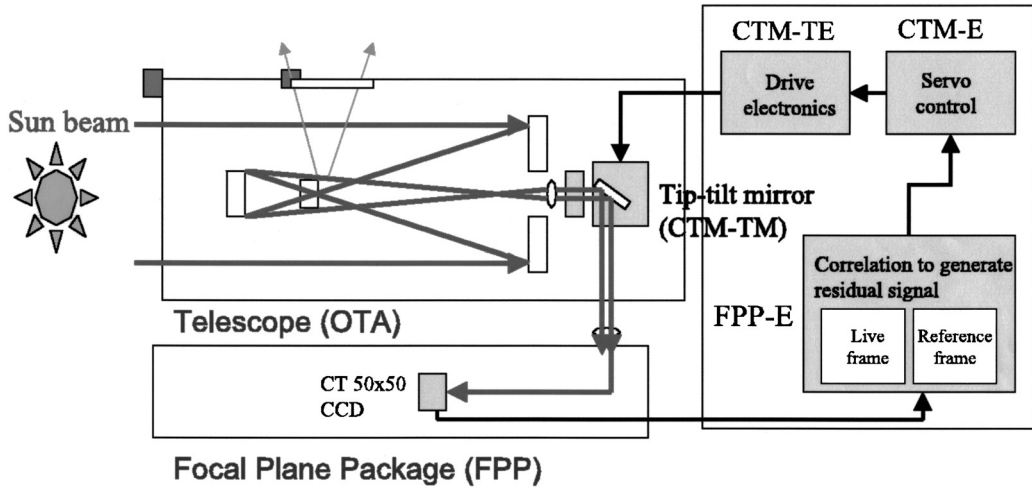 CTM-TE
CTM-E
Drive
electronics
Servo
control
Sun beam
Tip-tilt mirror
(CTM-TM)
Telescope (OTA)
FPP-E
Correlation to generate
residual signal
Live
frame
Reference
frame
CT 50x50
CCD
Focal Plane Package (FPP)